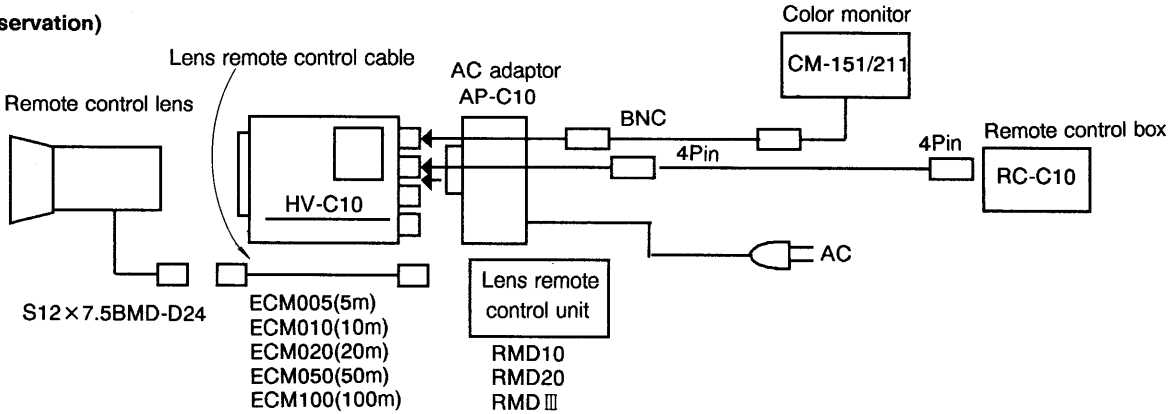 servation)
Color monitor
CM-151/211
Lens remote control cable
AC adaptor
AP-C10
Remote control lens
BNC
4Pin
4Pin
Remote control box
RC-C10
HV-C10
AC
S12×7.5BMD-D24
ECM005(5m)
ECM010(10m)
ECM020(20m)
ECM050(50m)
ECM100(100m)
Lens remote
control unit
RMD10
RMD20
RMDⅢ